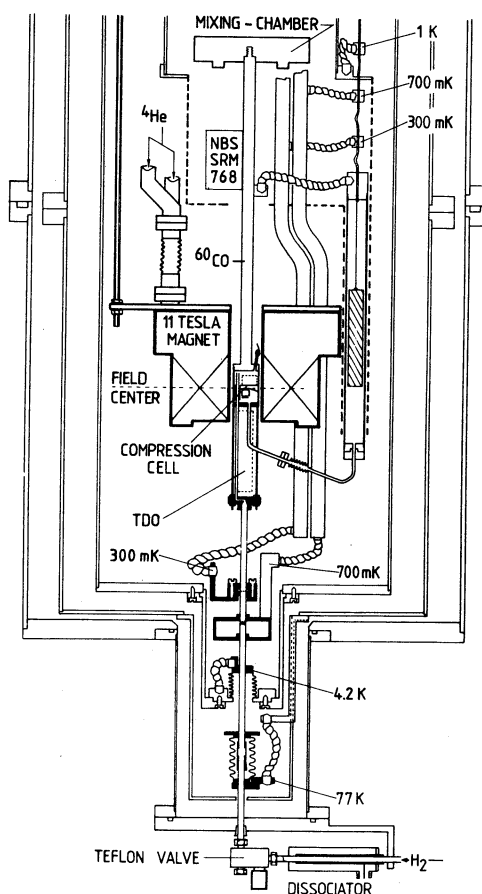 MIXING-CHAMBER
1 K
700 mK
300 mK
⁴He
NBS
SRM
768
⁶⁰CO
11 TESLA
MAGNET
FIELD
CENTER
COMPRESSION
CELL
TDO
300 mK
700mK
4.2 K
77K
TEFLON VALVE
H₂
DISSOCIATOR